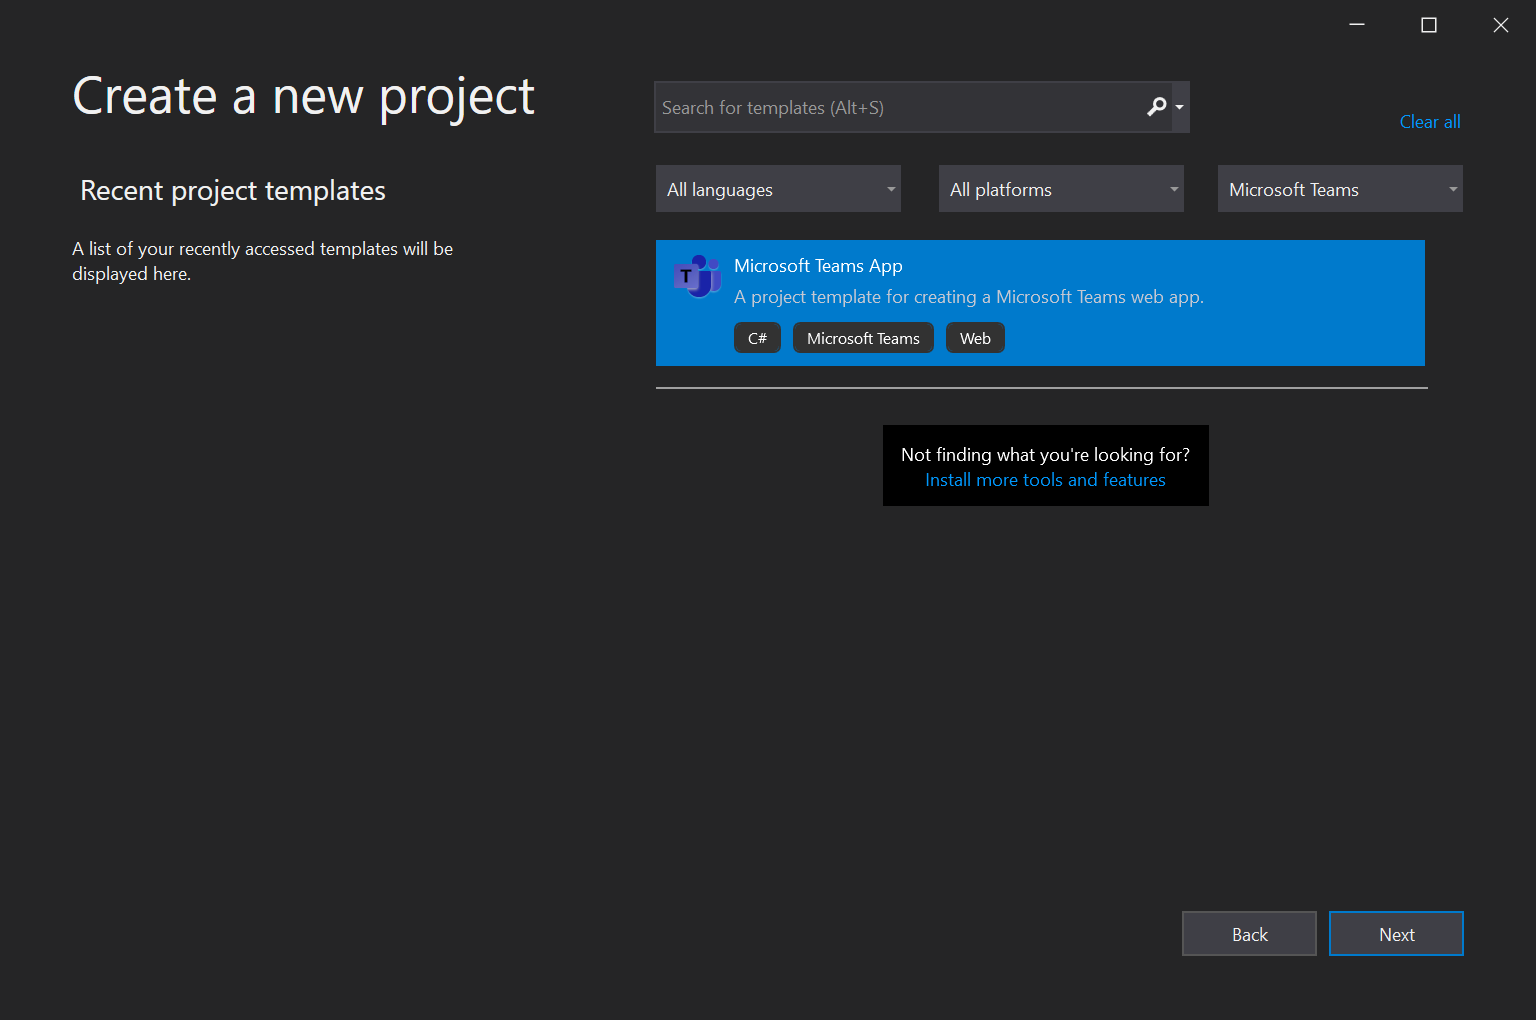 Create a new project
Search for templates (Alt+S)
Clear all
Recent project templates
All languages
All platforms
Microsoft Teams
A list of your recently accessed templates will be
displayed here.
T
Microsoft Teams App
A project template for creating a Microsoft Teams web app.
C#
Microsoft Teams
Web
Not finding what you're looking for?
Install more tools and features
Back
Next